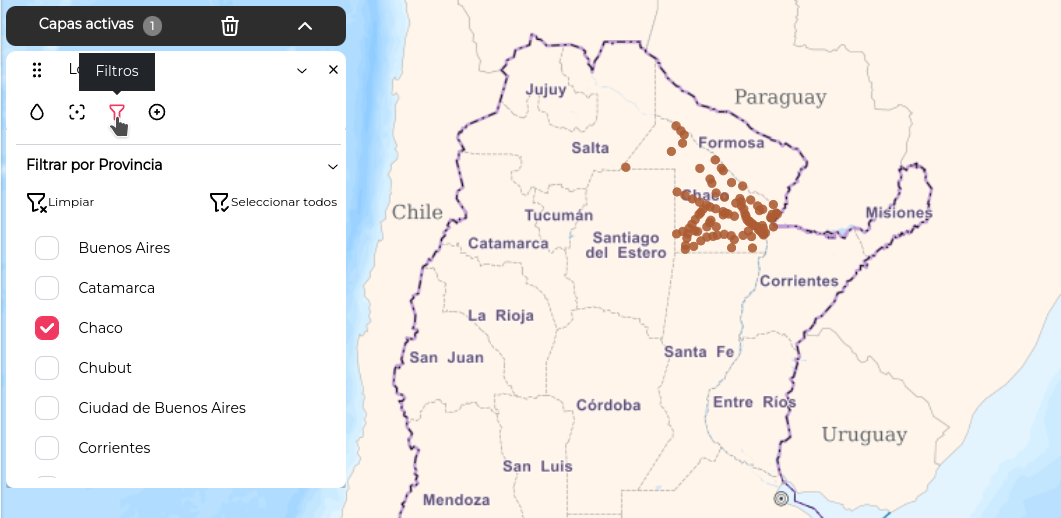 Capas activas 1
Filtros
Filtrar por Provincia
Limpiar
Seleccionar todos
Buenos Aires
Catamarca
Chaco
Chubut
Ciudad de Buenos Aires
Corrientes
Jujuy
Paraguay
Formosa
Salta
Chaco
Chile
Tucumán
Misiones
Catamarca
Santiago
del Estero
Corrientes
La Rioja
San Juan
Santa Fe
Córdoba
Entre Ríos
Uruguay
San Luis
Mendoza